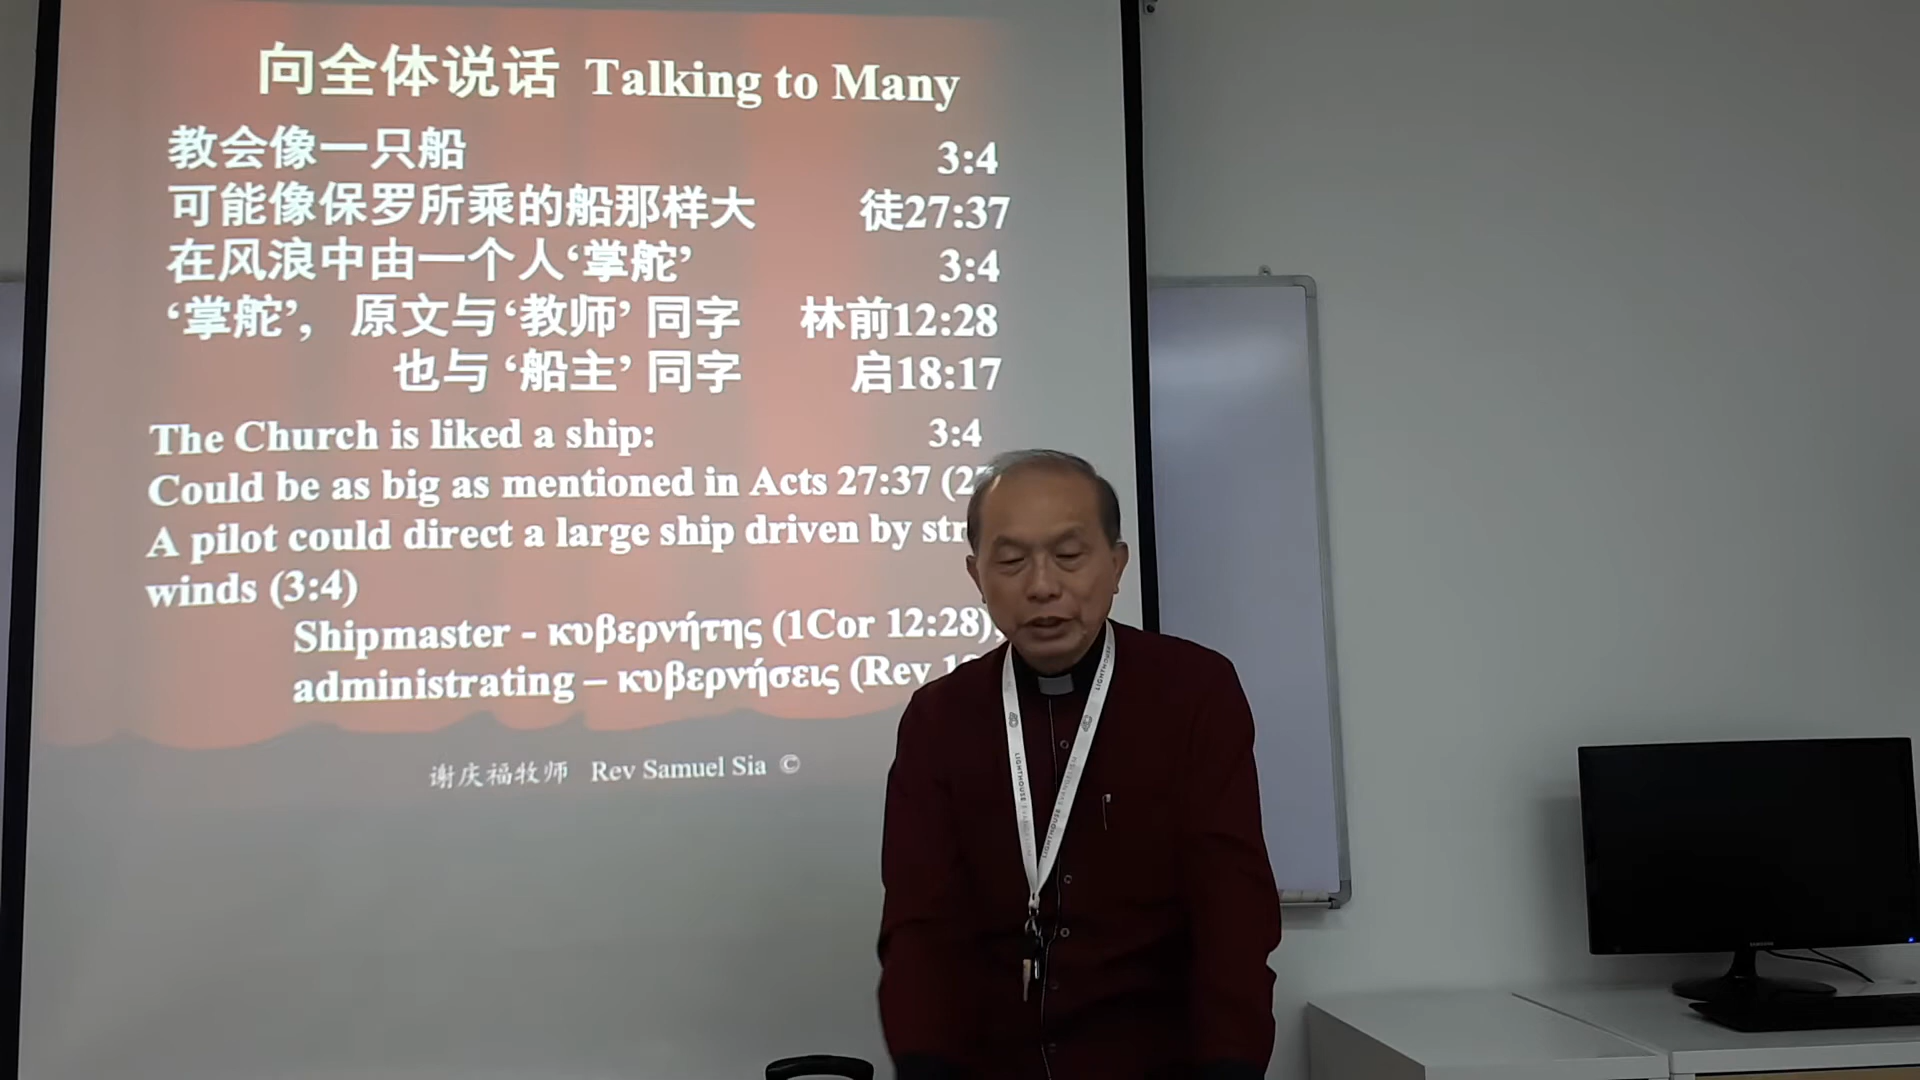 向全体说话 Talking to Many
教会像一只船 3:4
可能像保罗所乘的船那样大 徒27:37
在风浪中由一个人‘掌舵’ 3:4
‘掌舵’, 原文与‘教师’ 同字 林前12:28
也与 ‘船主’ 同字 启18:17
The Church is liked a ship: 3:4
Could be as big as mentioned in Acts 27:37
A pilot could direct a large ship driven by
winds (3:4)
Shipmaster - κυβερνήτης (1Cor 12:28),
administrating – κυβερνήσεις (Rev
谢庆福牧师 Rev Samuel Sia ©
LIGHTHOUSE
LIGHTHOUSE
SAMSUNG